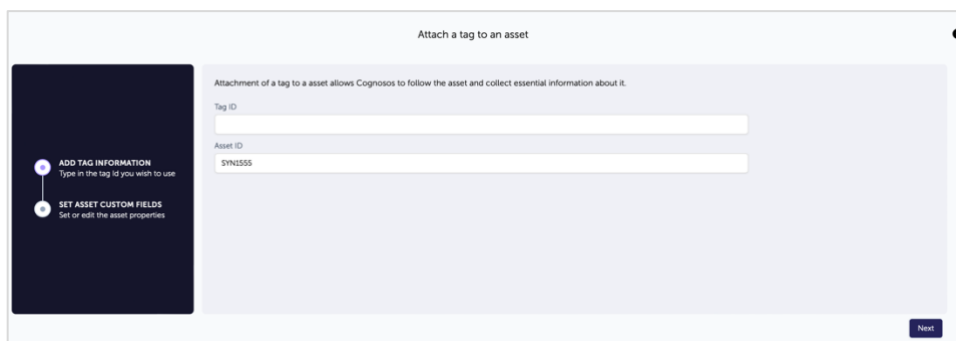 Attach a tag to an asset
Attachment of a tag to a asset allows Cognosos to follow the asset and collect essential information about it.
Tag ID
Asset ID
SYN1555
ADD TAG INFORMATION
Type in the tag Id you wish to use
SET ASSET CUSTOM FIELDS
Set or edit the asset properties
Next